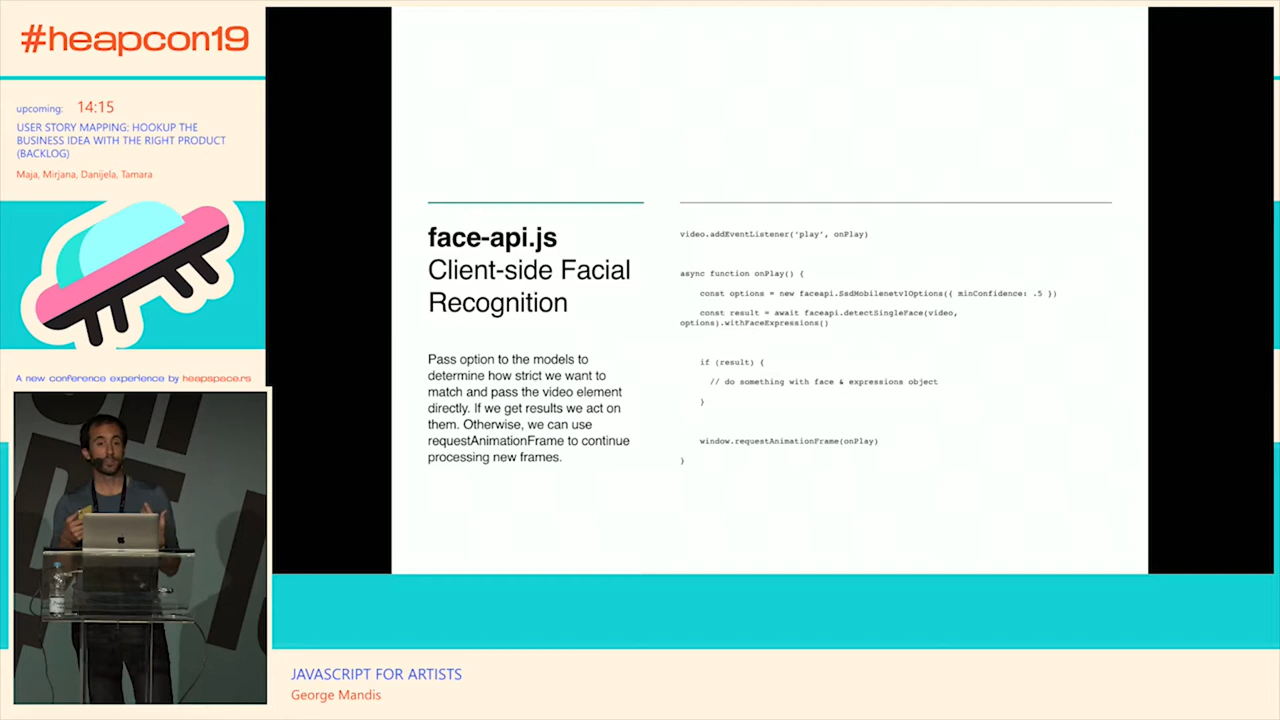 #heapcon19
upcoming: 14:15
USER STORY MAPPING: HOOKUP THE
BUSINESS IDEA WITH THE RIGHT PRODUCT
(BACKLOG)
Maja, Mirjana, Danijela, Tamara
A new conference experience by heapspace.rs
face-api.js
Client-side Facial
Recognition
Pass option to the models to
determine how strict we want to
match and pass the video element
directly. If we get results we act on
them. Otherwise, we can use
requestAnimationFrame to continue
processing new frames.
video.addEventListener('play', onPlay)
async function onPlay() {
const options = new faceapi.SsdMobilenetv1Options({ minConfidence: .5 })
const result = await faceapi.detectSingleFace(video,
options).withFaceExpressions()
if (result) {
// do something with face & expressions object
}
window.requestAnimationFrame(onPlay)
}
JAVASCRIPT FOR ARTISTS
George Mandis